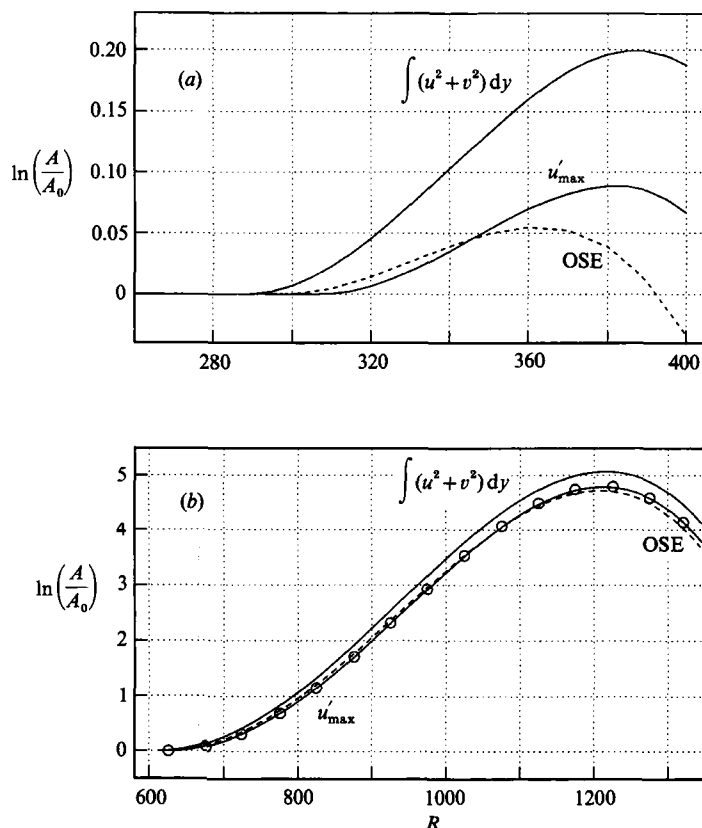 0.20
(a)
∫(u² + v²) dy
0.15
ln(A/A₀)
0.10
u′max
0.05
OSE
0
280 320 360 400
5
(b)
∫(u² + v²) dy
4
OSE
ln(A/A₀)
3
2
1
u′max
0
600 800 1000 1200
R